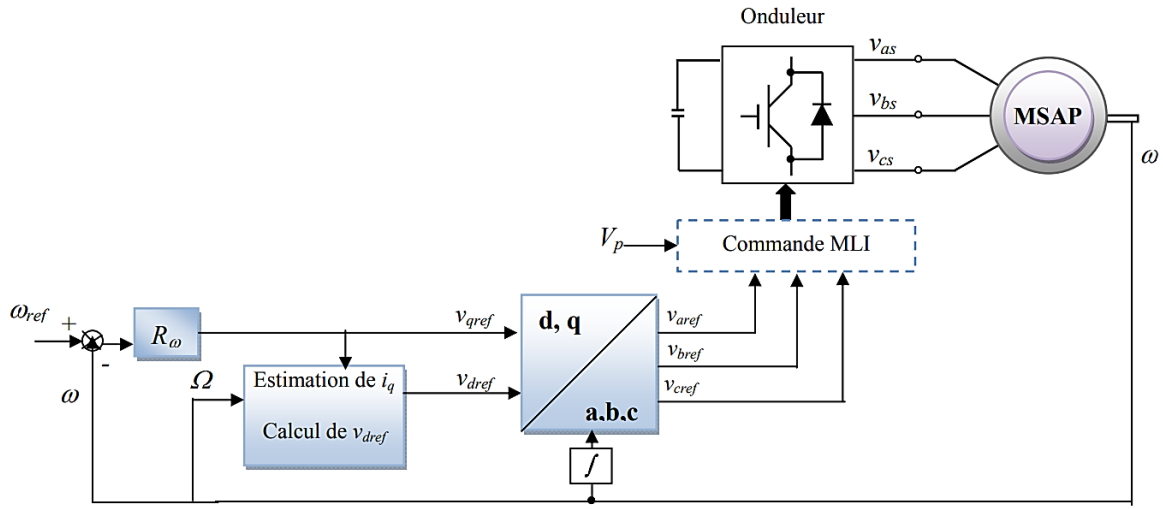 Onduleur
v_as
v_bs
v_cs
MSAP
ω
V_p
Commande MLI
ω_ref
+
-
R_ω
v_qref
d, q
a,b,c
v_aref
v_bref
v_cref
ω
Ω
Estimation de i_q
Calcul de v_dref
v_dref
∫